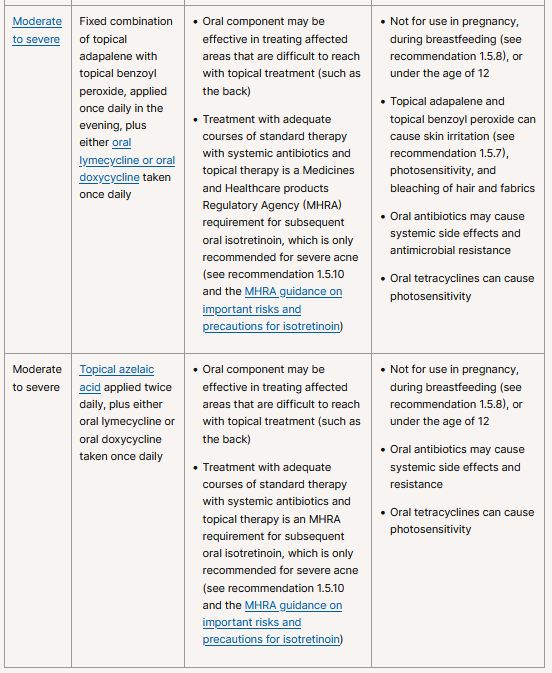 Moderate
to severe
Fixed combination
of topical
adapalene with
topical benzoyl
peroxide, applied
once daily in the
evening, plus
either oral
lymecycline or oral
doxycycline taken
once daily
• Oral component may be
effective in treating affected
areas that are difficult to reach
with topical treatment (such as
the back)
• Treatment with adequate
courses of standard therapy
with systemic antibiotics and
topical therapy is a Medicines
and Healthcare products
Regulatory Agency (MHRA)
requirement for subsequent
oral isotretinoin, which is only
recommended for severe acne
(see recommendation 1.5.10
and the MHRA guidance on
important risks and
precautions for isotretinoin)
• Not for use in pregnancy,
during breastfeeding (see
recommendation 1.5.8), or
under the age of 12
• Topical adapalene and
topical benzoyl peroxide can
cause skin irritation (see
recommendation 1.5.7),
photosensitivity, and
bleaching of hair and fabrics
• Oral antibiotics may cause
systemic side effects and
antimicrobial resistance
• Oral tetracyclines can cause
photosensitivity
Moderate
to severe
Topical azelaic
acid applied twice
daily, plus either
oral lymecycline or
oral doxycycline
taken once daily
• Oral component may be
effective in treating affected
areas that are difficult to reach
with topical treatment (such as
the back)
• Treatment with adequate
courses of standard therapy
with systemic antibiotics and
topical therapy is an MHRA
requirement for subsequent
oral isotretinoin, which is only
recommended for severe acne
(see recommendation 1.5.10
and the MHRA guidance on
important risks and
precautions for isotretinoin)
• Not for use in pregnancy,
during breastfeeding (see
recommendation 1.5.8), or
under the age of 12
• Oral antibiotics may cause
systemic side effects and
resistance
• Oral tetracyclines can cause
photosensitivity